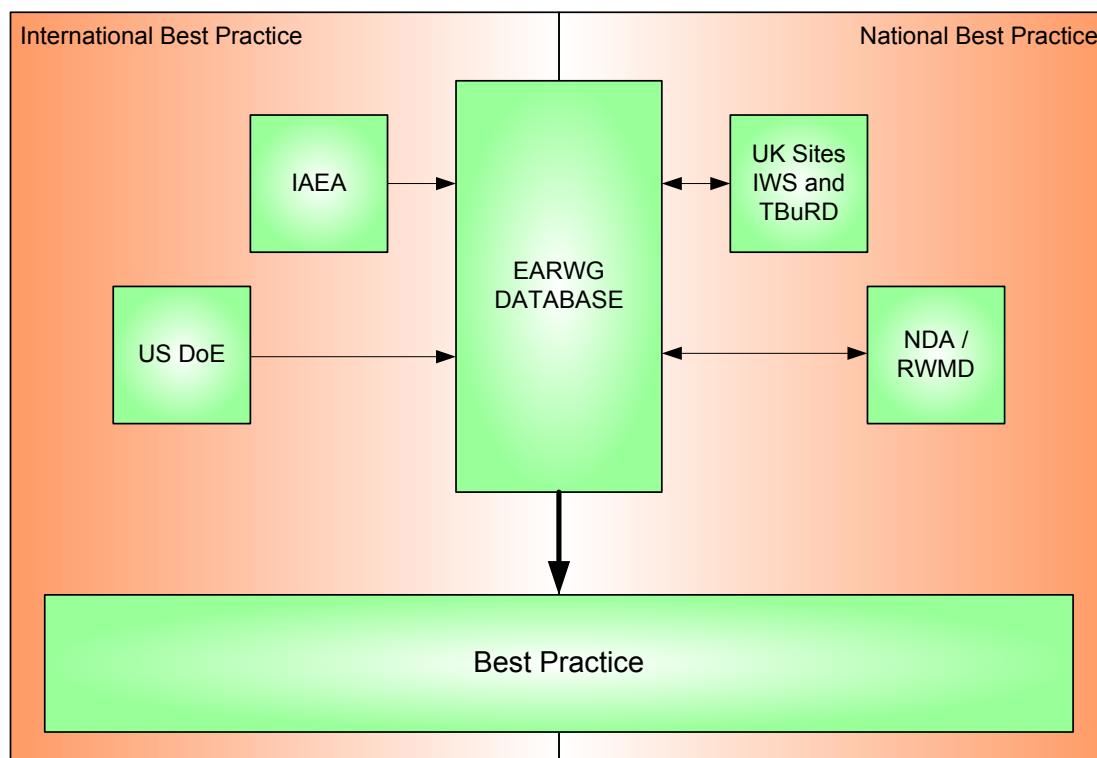 International Best Practice
National Best Practice
IAEA
EARWG
DATABASE
UK Sites
IWS and
TBuRD
US DoE
NDA /
RWMD
Best Practice